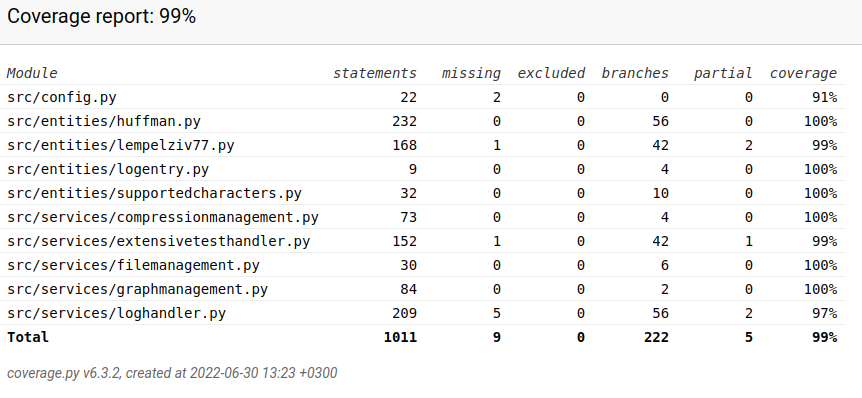 Coverage report: 99%
Module statements missing excluded branches partial coverage
src/config.py 22 2 0 0 0 91%
src/entities/huffman.py 232 0 0 56 0 100%
src/entities/lempelziv77.py 168 1 0 42 2 99%
src/entities/logentry.py 9 0 0 4 0 100%
src/entities/supportedcharacters.py 32 0 0 10 0 100%
src/services/compressionmanagement.py 73 0 0 4 0 100%
src/services/extensivetesthandler.py 152 1 0 42 1 99%
src/services/filemanagement.py 30 0 0 6 0 100%
src/services/graphmanagement.py 84 0 0 2 0 100%
src/services/loghandler.py 209 5 0 56 2 97%
Total 1011 9 0 222 5 99%
coverage.py v6.3.2, created at 2022-06-30 13:23 +0300